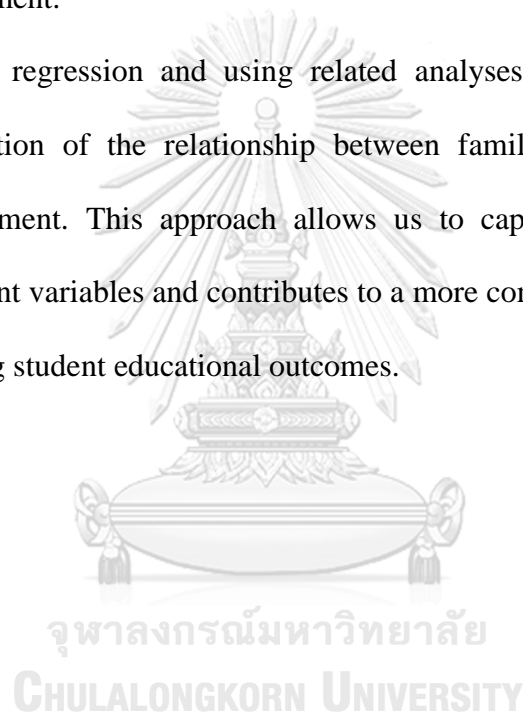 ment.
regression and using related analyses
tion of the relationship between famil
ment. This approach allows us to cap
nt variables and contributes to a more con
g student educational outcomes.
จุฬาลงกรณ์มหาวิทยาลัย
CHULALONGKORN UNIVERSITY